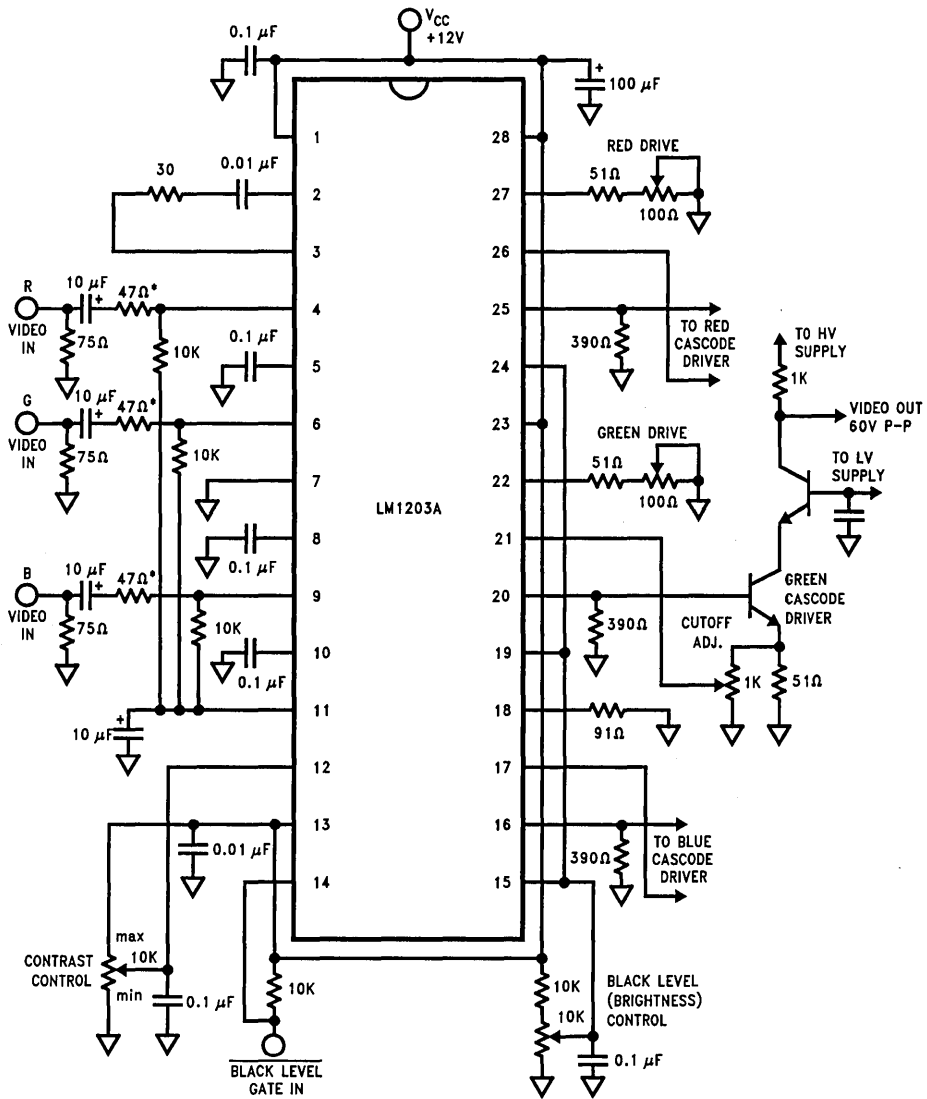 VCC
+12V
0.1 µF
+
100 µF
1
28
RED DRIVE
30
0.01 µF
2
27
51Ω
100Ω
3
26
R
VIDEO
IN
10 µF
+
47Ω*
75Ω
10K
4
25
390Ω
TO RED
CASCODE
DRIVER
0.1 µF
5
24
TO HV
SUPPLY
1K
G
VIDEO
IN
10 µF
+
47Ω*
75Ω
10K
6
23
VIDEO OUT
60V P-P
GREEN DRIVE
TO LV
SUPPLY
7
22
51Ω
100Ω
LM1203A
8
0.1 µF
21
B
VIDEO
IN
10 µF
+
47Ω*
75Ω
10K
9
20
390Ω
GREEN
CASCODE
DRIVER
CUTOFF
ADJ.
1K
51Ω
10
0.1 µF
19
+
10 µF
11
18
91Ω
12
17
13
0.01 µF
16
390Ω
TO BLUE
CASCODE
DRIVER
14
15
CONTRAST
CONTROL
max
10K
min
0.1 µF
10K
10K
10K
BLACK LEVEL
(BRIGHTNESS)
CONTROL
0.1 µF
BLACK LEVEL
GATE IN